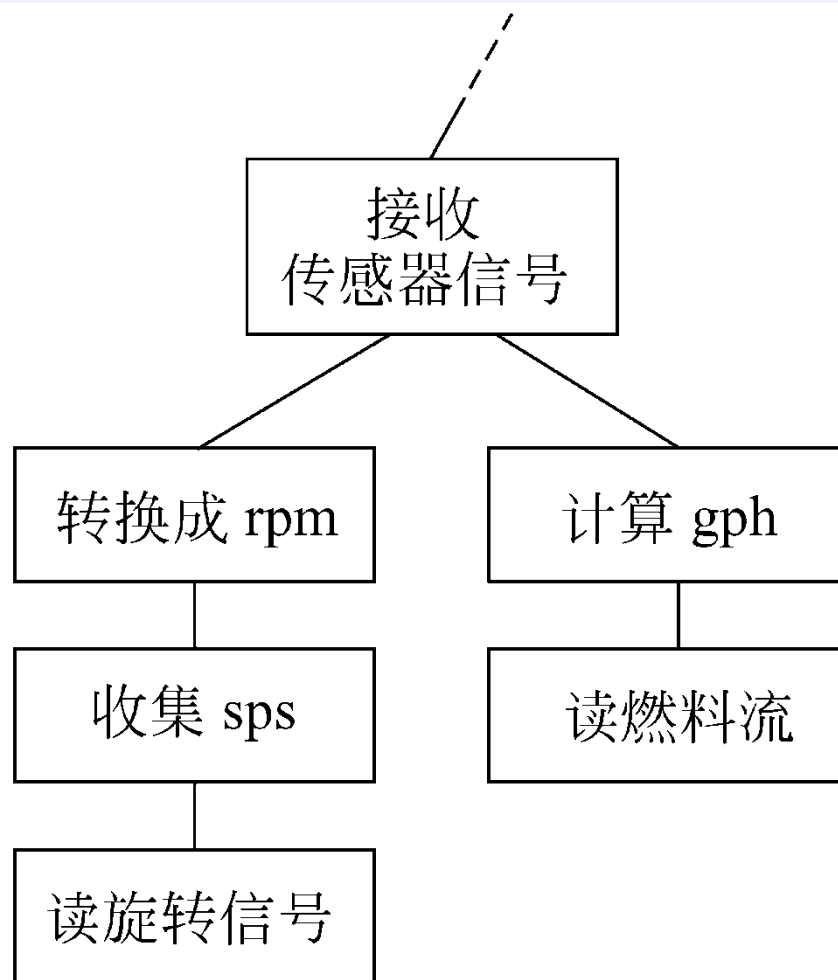 接收
传感器信号
转换成 rpm
计算 gph
收集 sps
读燃料流
读旋转信号